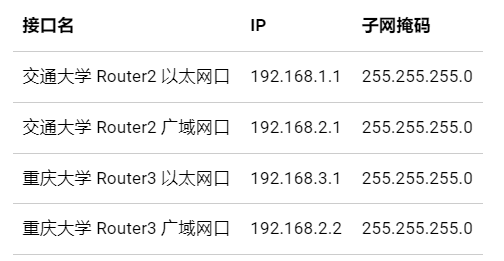 接口名 IP 子网掩码
交通大学 Router2 以太网口 192.168.1.1 255.255.255.0
交通大学 Router2 广域网口 192.168.2.1 255.255.255.0
重庆大学 Router3 以太网口 192.168.3.1 255.255.255.0
重庆大学 Router3 广域网口 192.168.2.2 255.255.255.0